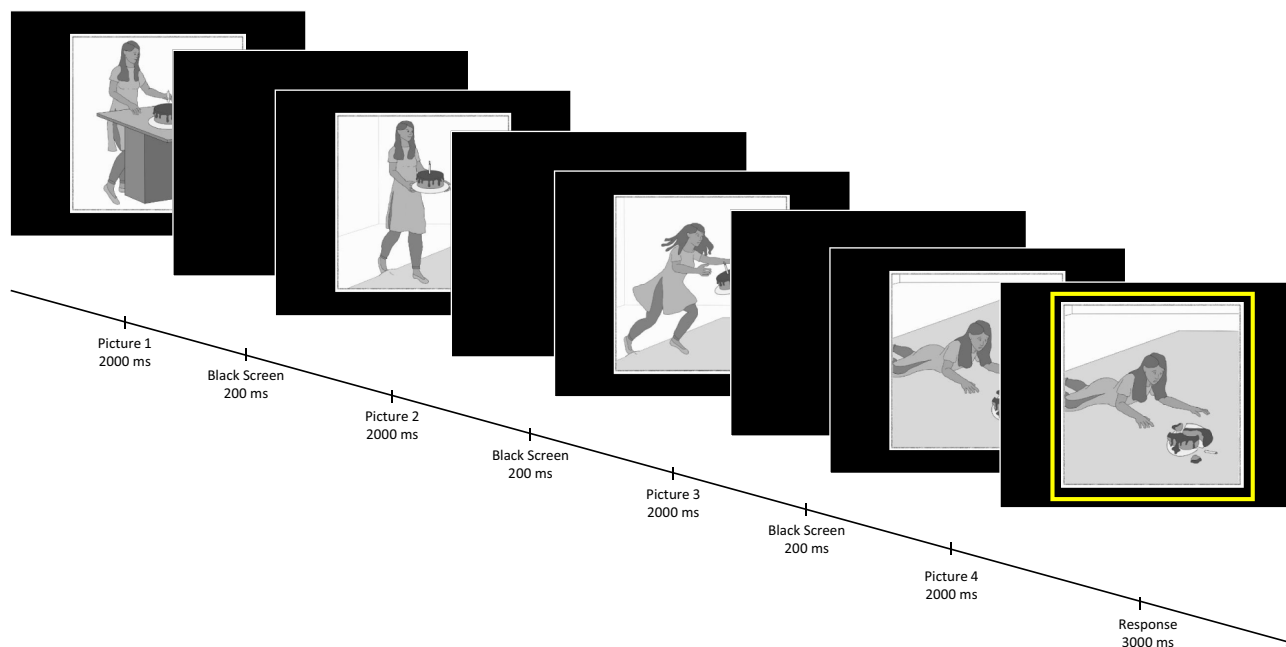 Picture 1
2000 ms
Black Screen
200 ms
Picture 2
2000 ms
Black Screen
200 ms
Picture 3
2000 ms
Black Screen
200 ms
Picture 4
2000 ms
Response
3000 ms